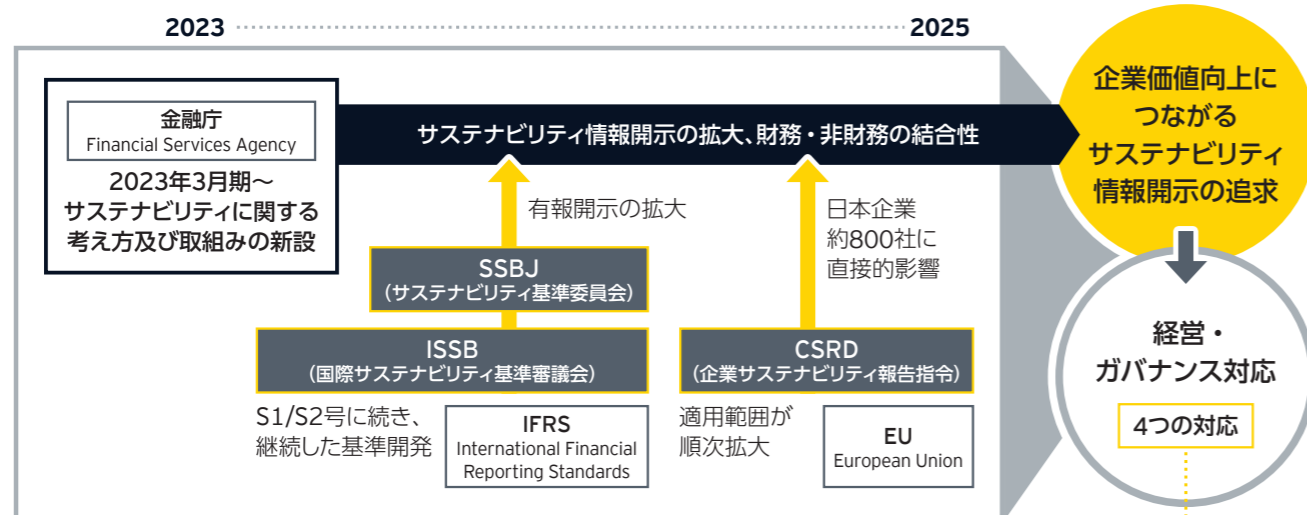 2023
2025
金融庁
Financial Services Agency
2023年3月期~
サステナビリティに関する
考え方及び取組みの新設
サステナビリティ情報開示の拡大、財務・非財務の結合性
有報開示の拡大
日本企業
約800社に
直接的影響
SSBJ
(サステナビリティ基準委員会)
ISSB
(国際サステナビリティ基準審議会)
S1/S2号に続き、
継続した基準開発
IFRS
International Financial
Reporting Standards
CSRD
(企業サステナビリティ報告指令)
適用範囲が
順次拡大
EU
European Union
企業価値向上に
つながる
サステナビリティ
情報開示の追求
経営・
ガバナンス対応
4つの対応